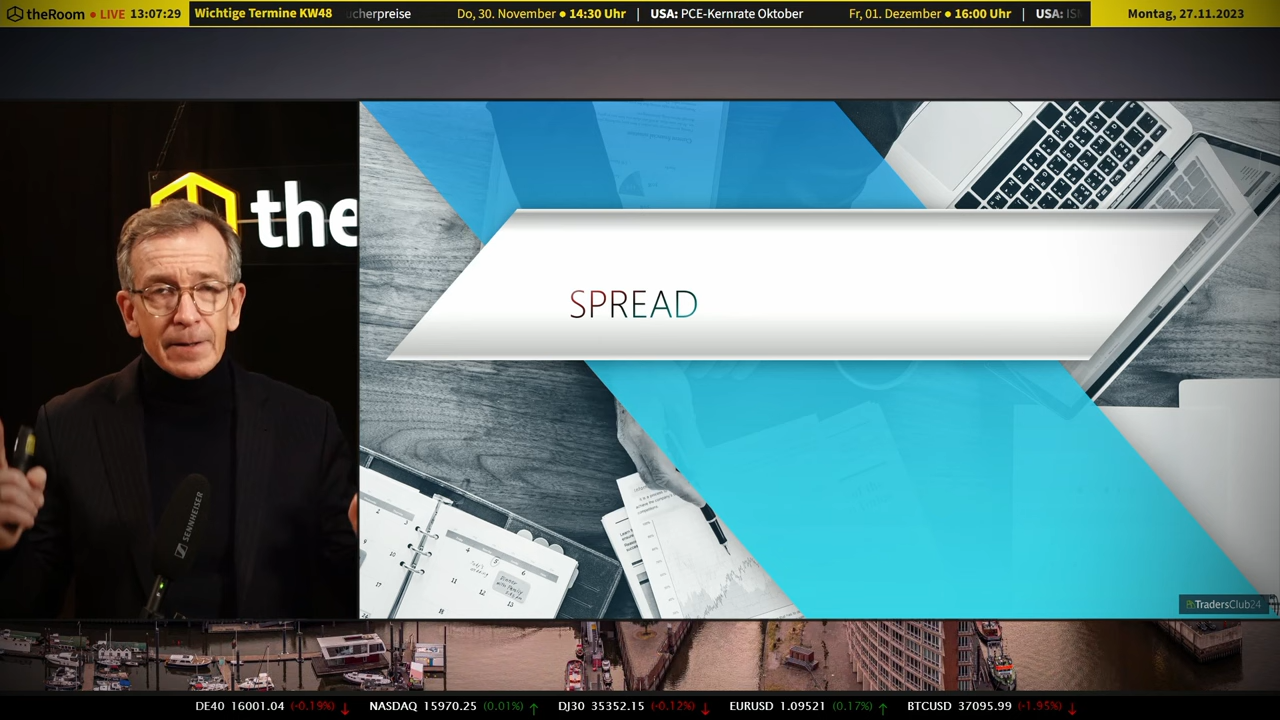 theRoom • LIVE 13:07:29 Wichtige Termine KW48 ucherpreise Do, 30. November • 14:30 Uhr | USA: PCE-Kernrate Oktober Fr, 01. Dezember • 16:00 Uhr | USA: IS Montag, 27.11.2023
the
SPREAD
SENNHEISER
TradersClub24
DE40 16001.04 (-0.19%) ↓ NASDAQ 15970.25 (0.01%) ↑ DJ30 35352.15 (-0.12%) ↓ EURUSD 1.09521 (0.17%) ↑ BTCUSD 37095.99 (-1.95%) ↓